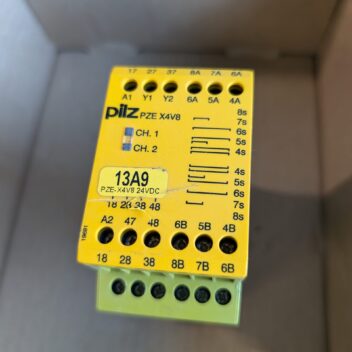 17 27 37 8A 7A 6A
A1 Y1 Y2 6A 5A 4A
pilz PZE X4V8
CH. 1
CH. 2
8s
7s
6s
5s
4s
4s
5s
6s
7s
8s
13A9
PZE-X4V8 24VDC
18 28 38 48
A2 47 48 6B 5B 4B
18 28 38 8B 7B 6B